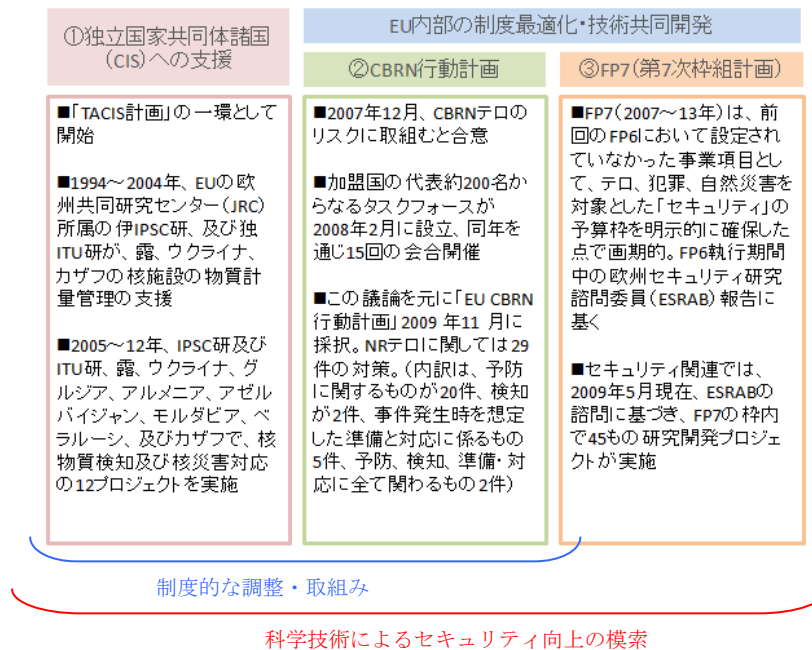 ①独立国家共同体諸国
(CIS)への支援
EU内部の制度最適化・技術共同開発
②CBRN行動計画
③FP7(第7次枠組計画)
■「TACIS計画」の一環として
開始
■1994～2004年、EUの欧
州共同研究センター(JRC)
所属の伊IPSC研、及び独
ITU研が、露、ウクライナ、
カザフの核施設の物質計
量管理の支援
■2005～12年、IPSC研及び
ITU研、露、ウクライナ、グ
ルジア、アルメニア、アゼル
バイジャン、モルダビア、ベ
ラルーシ、及びカザフで、核
物質検知及び核災害対応
の12プロジェクトを実施
■2007年12月、CBRNテロの
リスクに取組むと合意
■加盟国の代表約200名か
らなるタスクフォースが
2008年2月に設立、同年を
通じ15回の会合開催
■この議論を元に「EU CBRN
行動計画」2009 年11 月に
採択。NRテロに関しては29
件の対策。(内訳は、予防
に関するものが20件、検知
が2件、事件発生時を想定
した準備と対応に係るもの
5件、予防、検知、準備・対
応に全て関わるもの2件)
■FP7(2007～13年)は、前
回のFP6において設定され
ていなかった事業項目とし
て、テロ、犯罪、自然災害を
対象とした「セキュリティ」の
予算枠を明示的に確保した
点で画期的。FP6執行期間
中の欧州セキュリティ研究
諮問委員(ESRAB)報告に
基く
■セキュリティ関連では、
2009年5月現在、ESRABの
諮問に基づき、FP7の枠内
で45もの研究開発プロジェ
クトが実施
制度的な調整・取組み
科学技術によるセキュリティ向上の模索